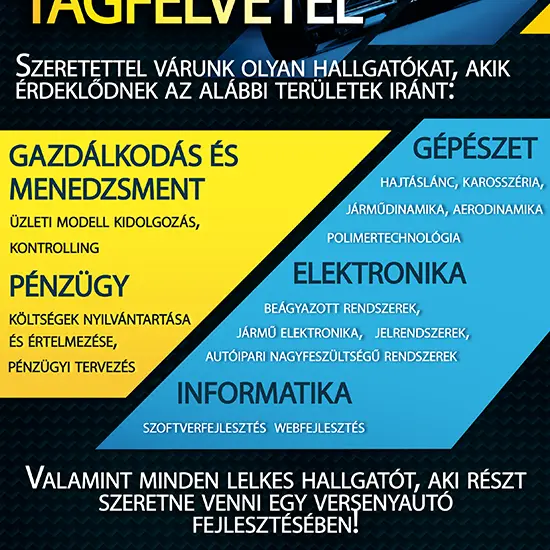 TAGFELVÉTEL
SZERETETTEL VÁRUNK OLYAN HALLGATÓKAT, AKIK
ÉRDEKLŐDNEK AZ ALÁBBI TERÜLETEK IRÁNT:
GAZDÁLKODÁS ÉS
MENEDZSMENT
ÜZLETI MODELL KIDOLGOZÁS,
KONTROLLING
PÉNZÜGY
KÖLTSÉGEK NYILVÁNTARTÁSA
ÉS ÉRTELMEZÉSE,
PÉNZÜGYI TERVEZÉS
GÉPÉSZET
HAJTÁSLÁNC, KAROSSZÉRIA,
JÁRMŰDINAMIKA, AERODINAMIKA
POLIMERTECHNOLÓGIA
ELEKTRONIKA
BEÁGYAZOTT RENDSZEREK,
JÁRMŰ ELEKTRONIKA, JELRENDSZEREK,
AUTÓIPARI NAGYFESZÜLTSÉGŰ RENDSZEREK
INFORMATIKA
SZOFTVERFEJLESZTÉS WEBFEJLESZTÉS
VALAMINT MINDEN LELKES HALLGATÓT, AKI RÉSZT
SZERETNE VENNI EGY VERSENYAUTÓ
FEJLESZTÉSÉBEN!